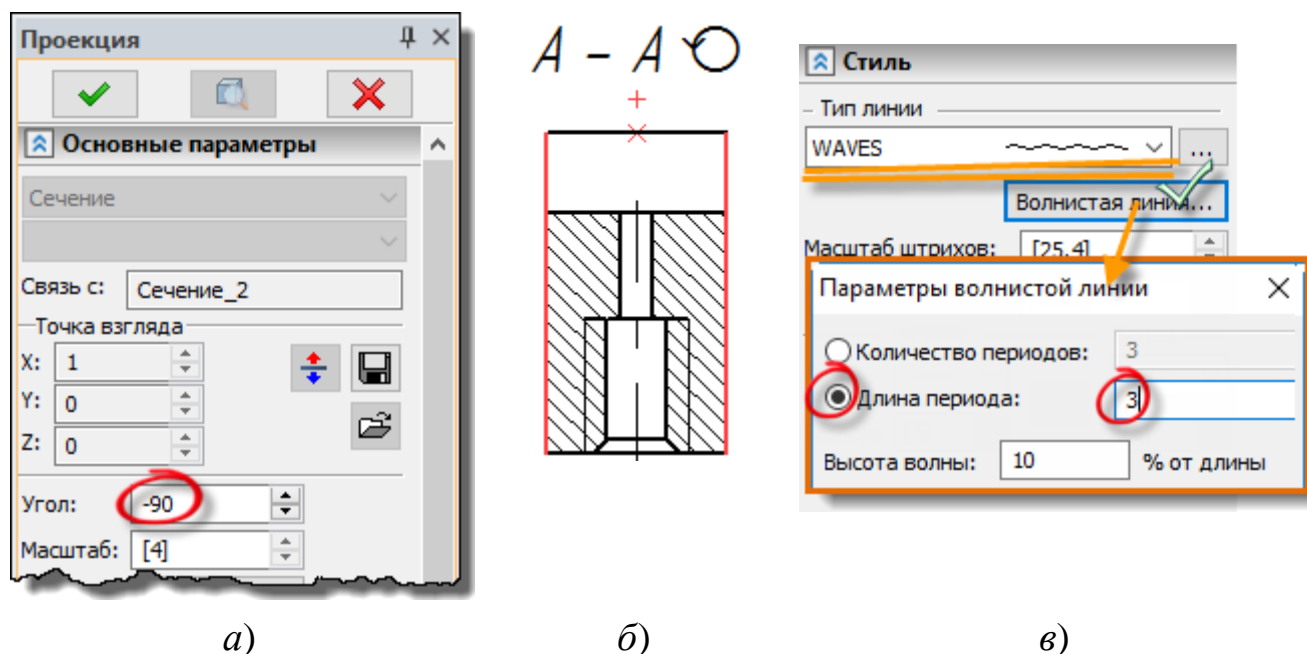 Проекция
Основные параметры
Сечение
Связь с: Сечение_2
Точка взгляда
X: 1
Y: 0
Z: 0
Угол: -90
Масштаб: [4]
А - А
Стиль
Тип линии
WAVES
...
Волнистая линия...
Масштаб штрихов: [25.4]
Параметры волнистой линии
Количество периодов: 3
Длина периода: 3
Высота волны: 10 % от длины
а) б) в)